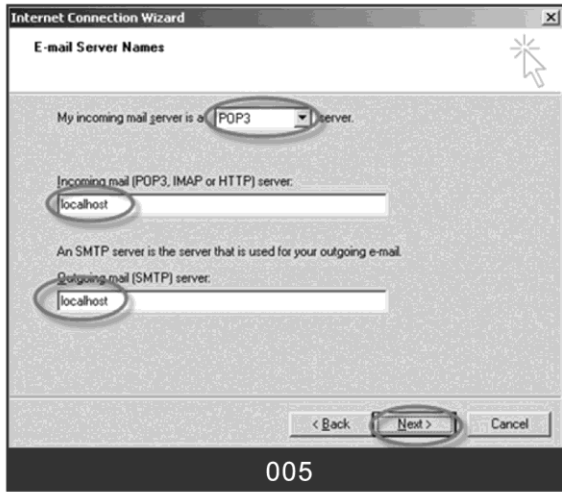 Internet Connection Wizard
E-mail Server Names
My incoming mail server is a POP3 server.
Incoming mail (POP3, IMAP or HTTP) server:
localhost
An SMTP server is the server that is used for your outgoing e-mail.
Outgoing mail (SMTP) server:
localhost
< Back Next > Cancel
005